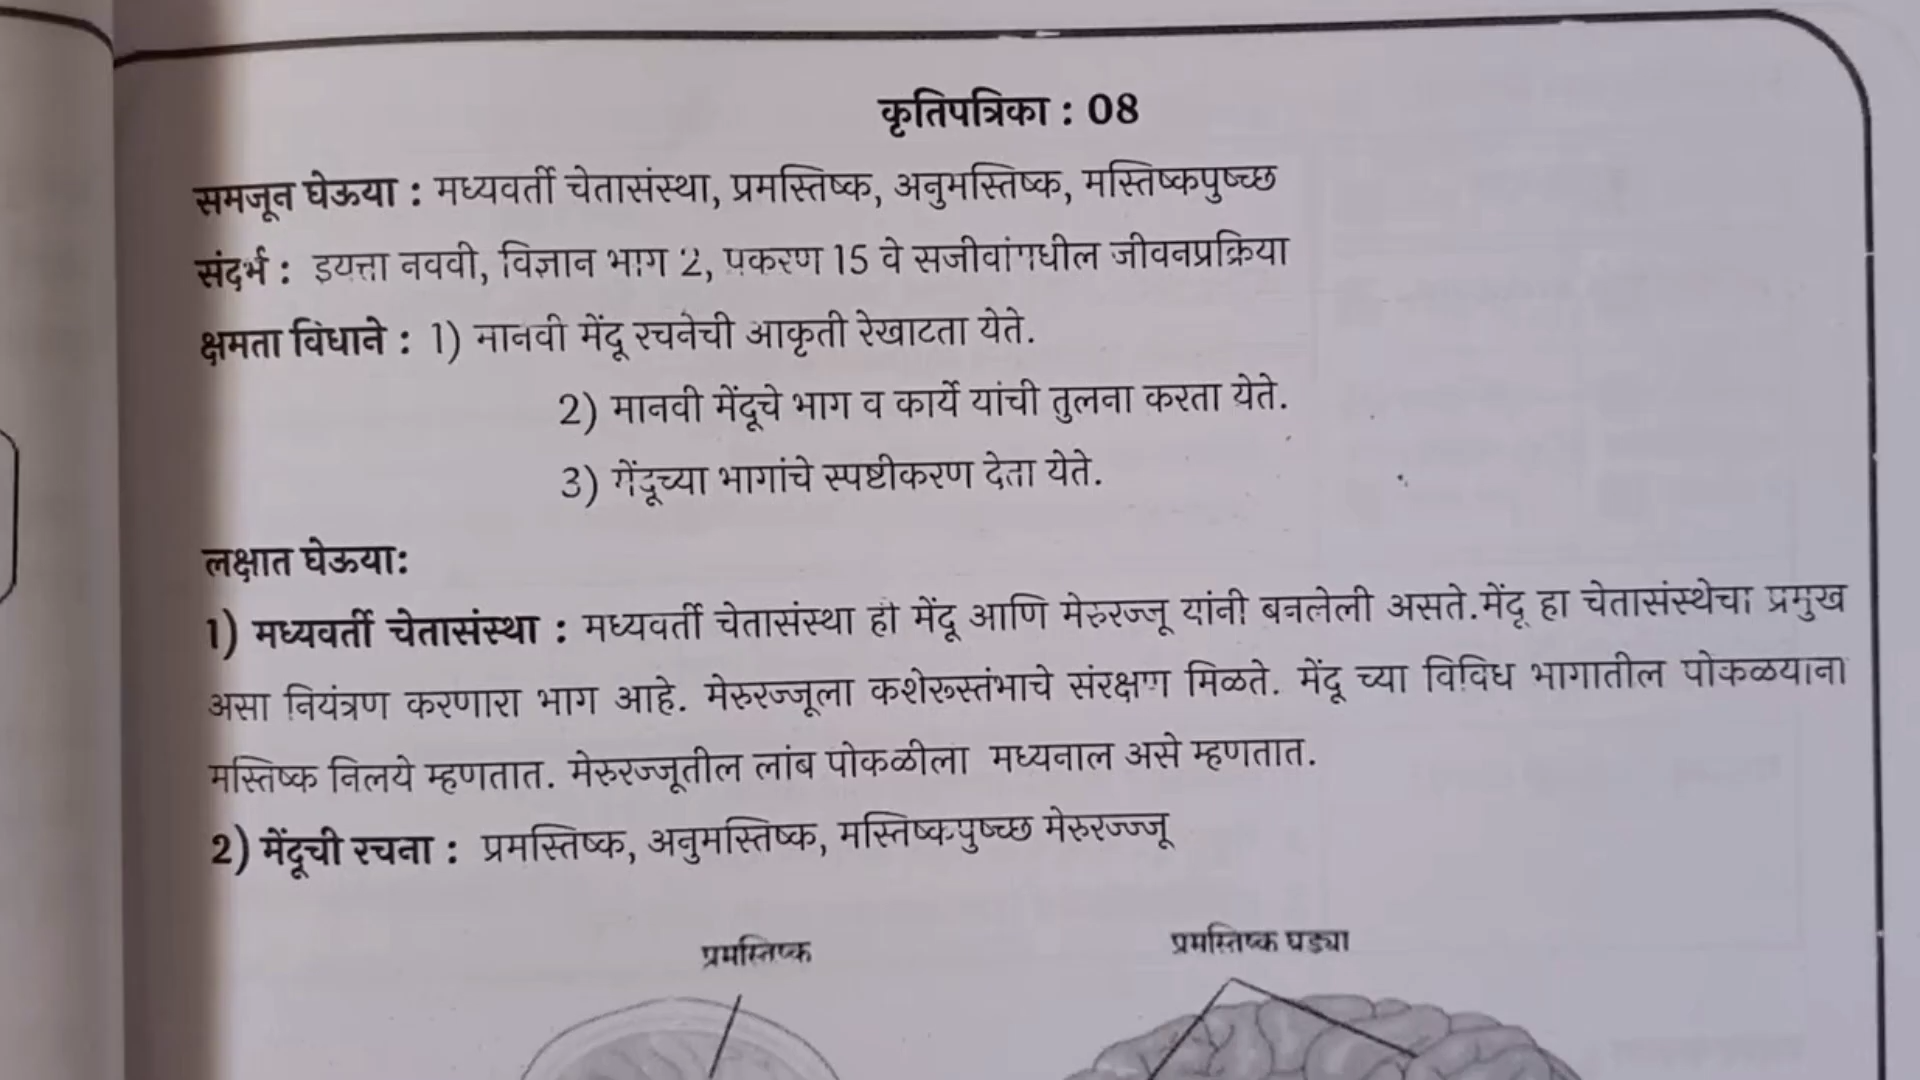 कृतिपत्रिका : 08
समजून घेऊया : मध्यवर्ती चेतासंस्था, प्रमस्तिष्क, अनुमस्तिष्क, मस्तिष्कपुष्च्छ
संदर्भ : इयत्ता नववी, विज्ञान भाग 2, प्रकरण 15 वे सजीवांमधील जीवनप्रक्रिया
क्षमता विधाने : 1) मानवी मेंदू रचनेची आकृती रेखाटता येते.
2) मानवी मेंदूचे भाग व कार्ये यांची तुलना करता येते.
3) मेंदूच्या भागांचे स्पष्टीकरण देता येते.
लक्षात घेऊया:
1) मध्यवर्ती चेतासंस्था : मध्यवर्ती चेतासंस्था ही मेंदू आणि मेरुरज्जू यांनी बनलेली असते.मेंदू हा चेतासंस्थेचा प्रमुख
असा नियंत्रण करणारा भाग आहे. मेरुरज्जूला कशेरूस्तंभाचे संरक्षण मिळते. मेंदू च्या विविध भागातील पोकळयाना
मस्तिष्क निलये म्हणतात. मेरुरज्जूतील लांब पोकळीला मध्यनाल असे म्हणतात.
2) मेंदूची रचना : प्रमस्तिष्क, अनुमस्तिष्क, मस्तिष्कपुष्च्छ मेरुरज्ज्जू
प्रमस्तिष्क
प्रमस्तिष्क घड्या